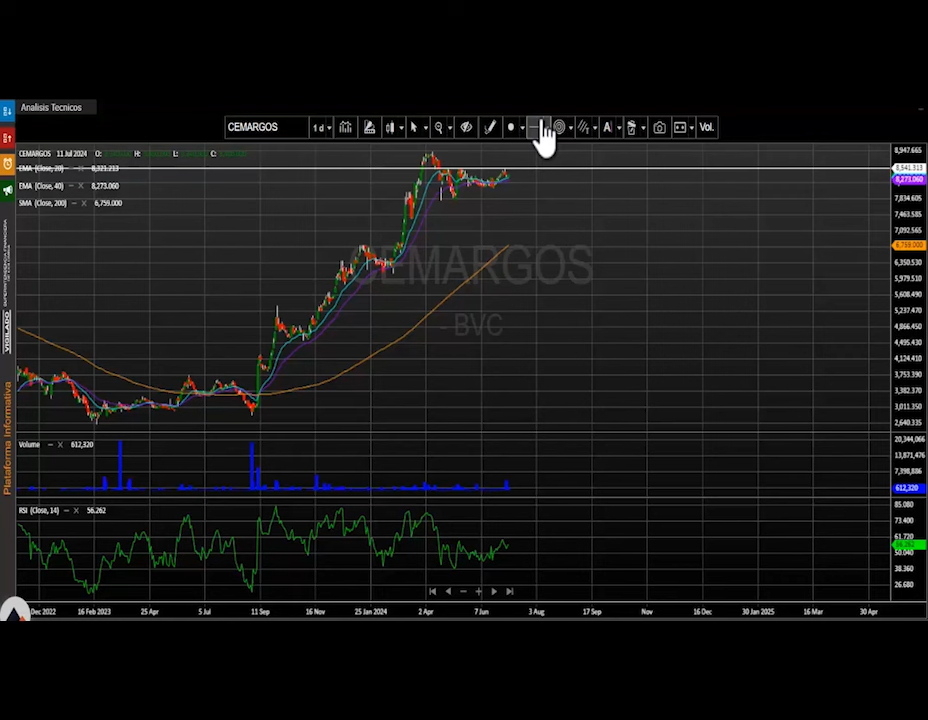 Analisis Tecnicos
CEMARGOS 1 d Vol.
CEMARGOS 11 Jul 2024 O: H: L: C:
EMA (Close, 20) 8,321.213
EMA (Close, 40) 8,273.060
SMA (Close, 200) 6,759.000
CEMARGOS
- BVC
8,947.665
8,541.313
8,273.060
7,834.605
7,463.585
7,092.565
6,759.000
6,350.530
5,979.510
5,608.490
5,237.470
4,866.450
4,495.430
4,124.410
3,753.390
3,382.370
3,011.350
2,640.335
Volume 612,320
20,344,066
13,871,476
7,398,886
612,320
RSI (Close, 14) 56.262
85.080
73.400
61.720
56.262
50.040
38.360
26.680
Dec 2022 16 Feb 2023 25 Apr 5 Jul 11 Sep 16 Nov 25 Jan 2024 2 Apr 7 Jun 3 Aug 17 Sep Nov 16 Dec 30 Jan 2025 16 Mar 30 Apr
VIGILADO
Plataforma Informativa